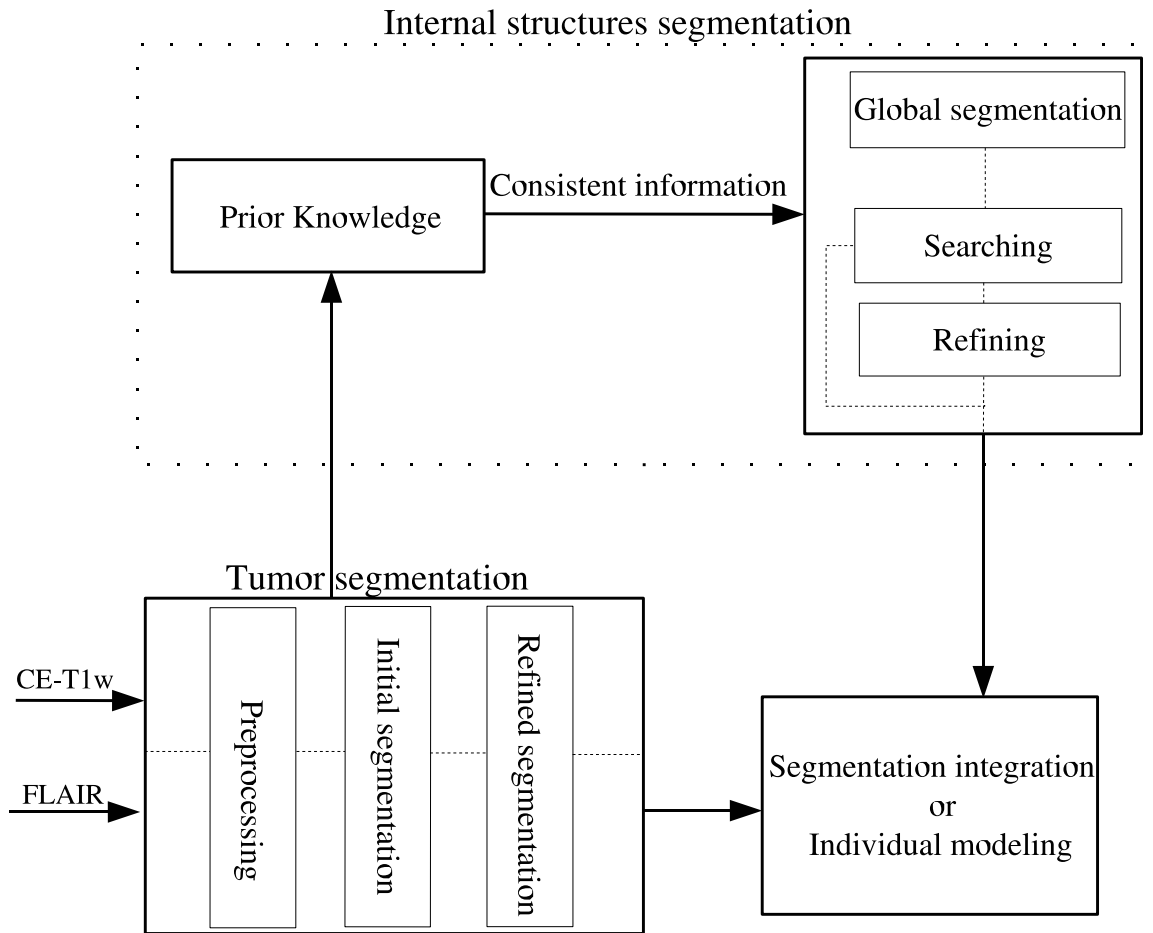 Internal structures segmentation
Global segmentation
Consistent information
Prior Knowledge
Searching
Refining
Tumor segmentation
CE-T1w
FLAIR
Preprocessing
Initial segmentation
Refined segmentation
Segmentation integration
or
Individual modeling